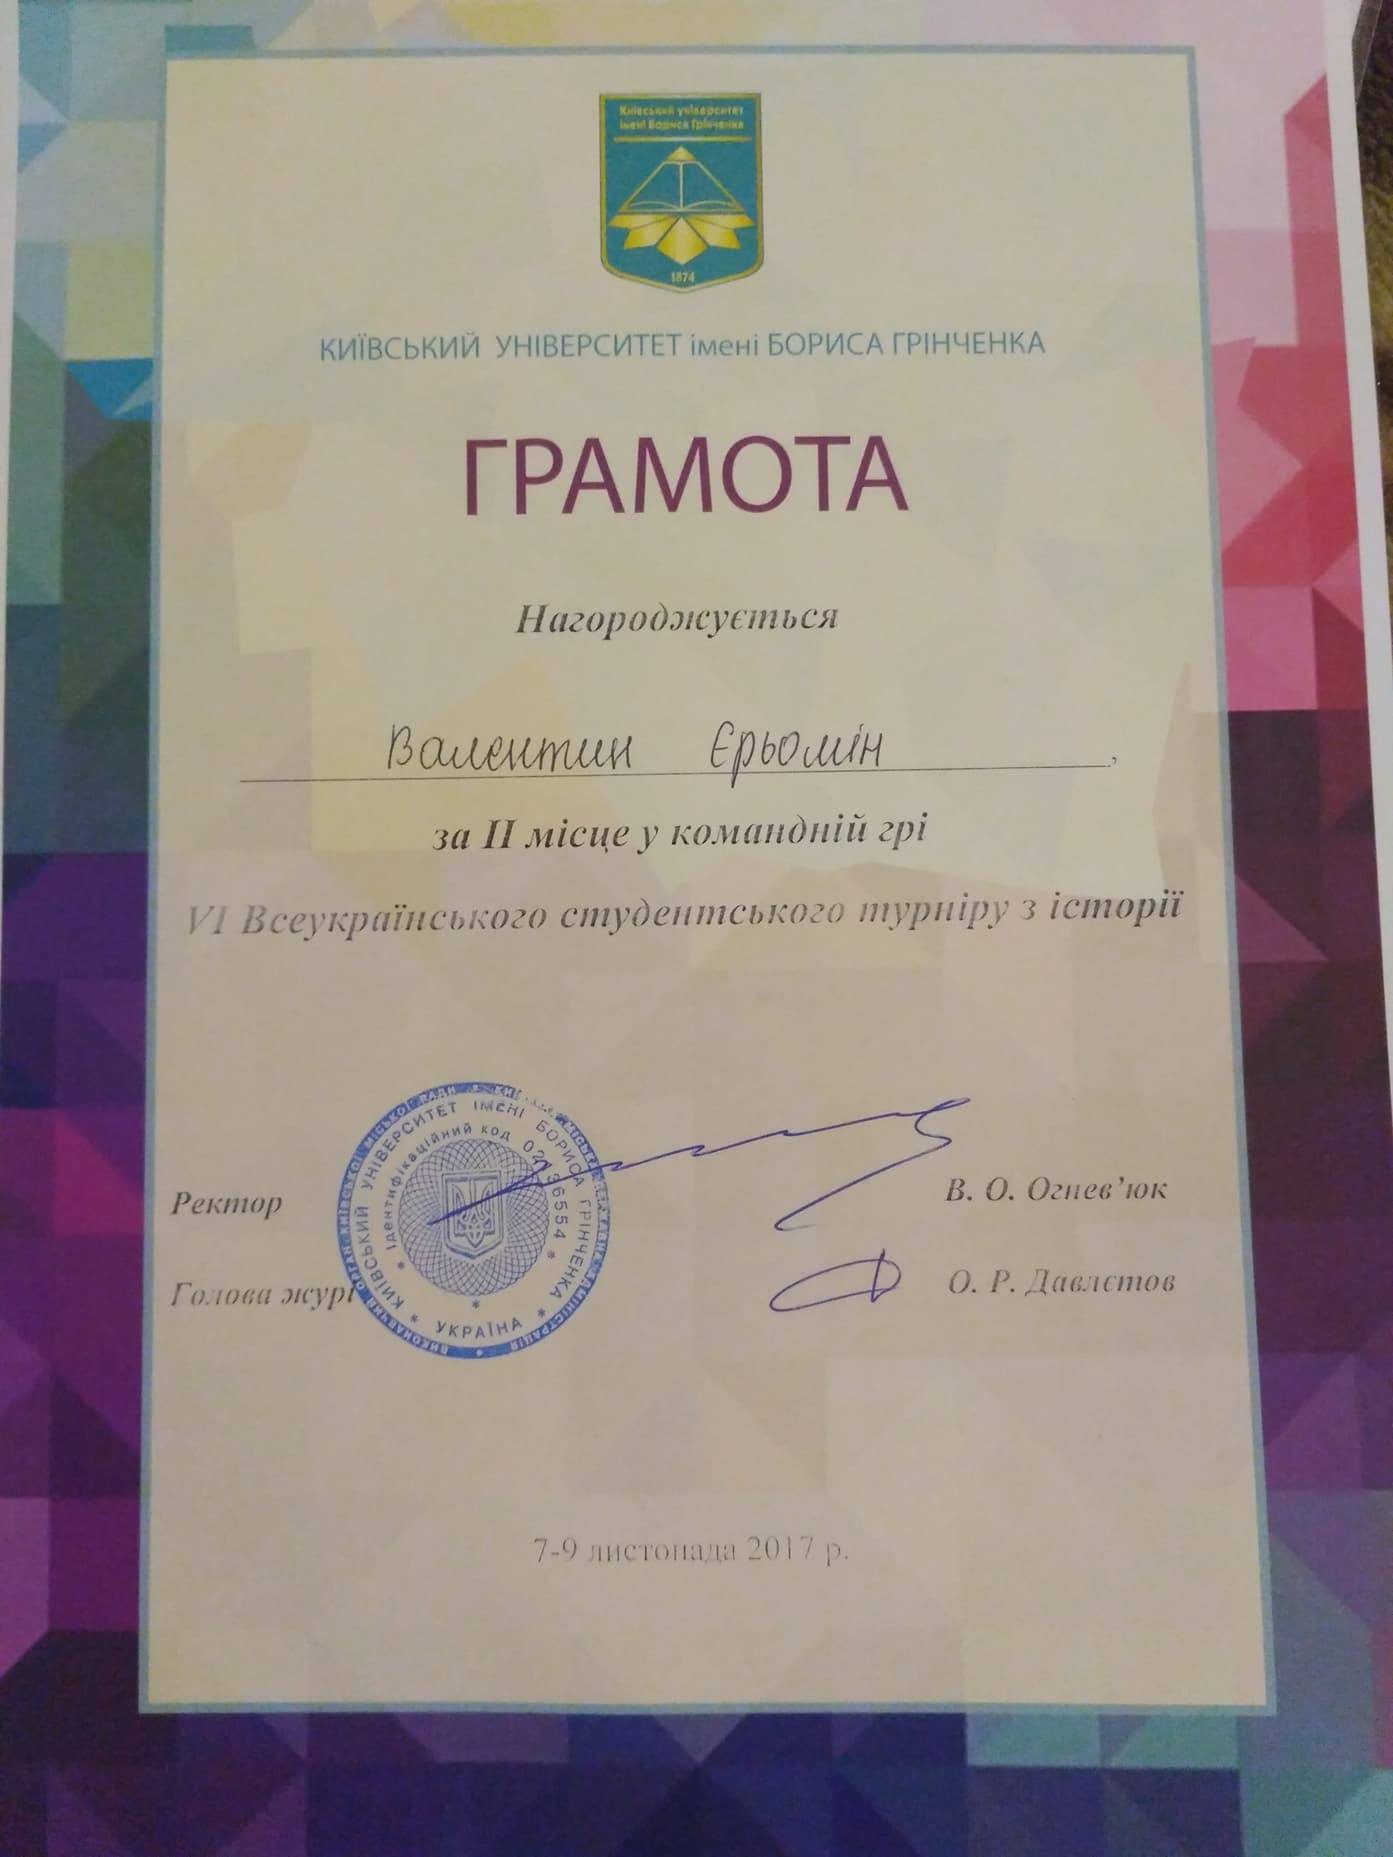 Київський університет
імені Бориса Грінченка
1874
КИЇВСЬКИЙ УНІВЕРСИТЕТ імені БОРИСА ГРІНЧЕНКА
ГРАМОТА
Нагороджується
Валентин Єрьомін,
за ІІ місце у командній грі
VI Всеукраїнського студентського турніру з історії
Ректор
В. О. Огнев’юк
Голова журі
О. Р. Давлєтов
КИЇВСЬКИЙ УНІВЕРСИТЕТ ІМЕНІ БОРИСА ГРІНЧЕНКА
Ідентифікаційний код
* УКРАЇНА *
7-9 листопада 2017 р.